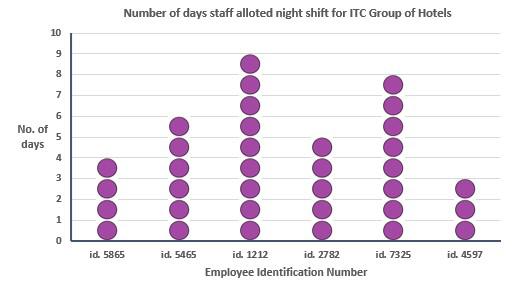 Number of days staff alloted night shift for ITC Group of Hotels
10
9
8
7
6
5
4
3
2
1
0
No. of
days
id. 5865 id. 5465 id. 1212 id. 2782 id. 7325 id. 4597
Employee Identification Number